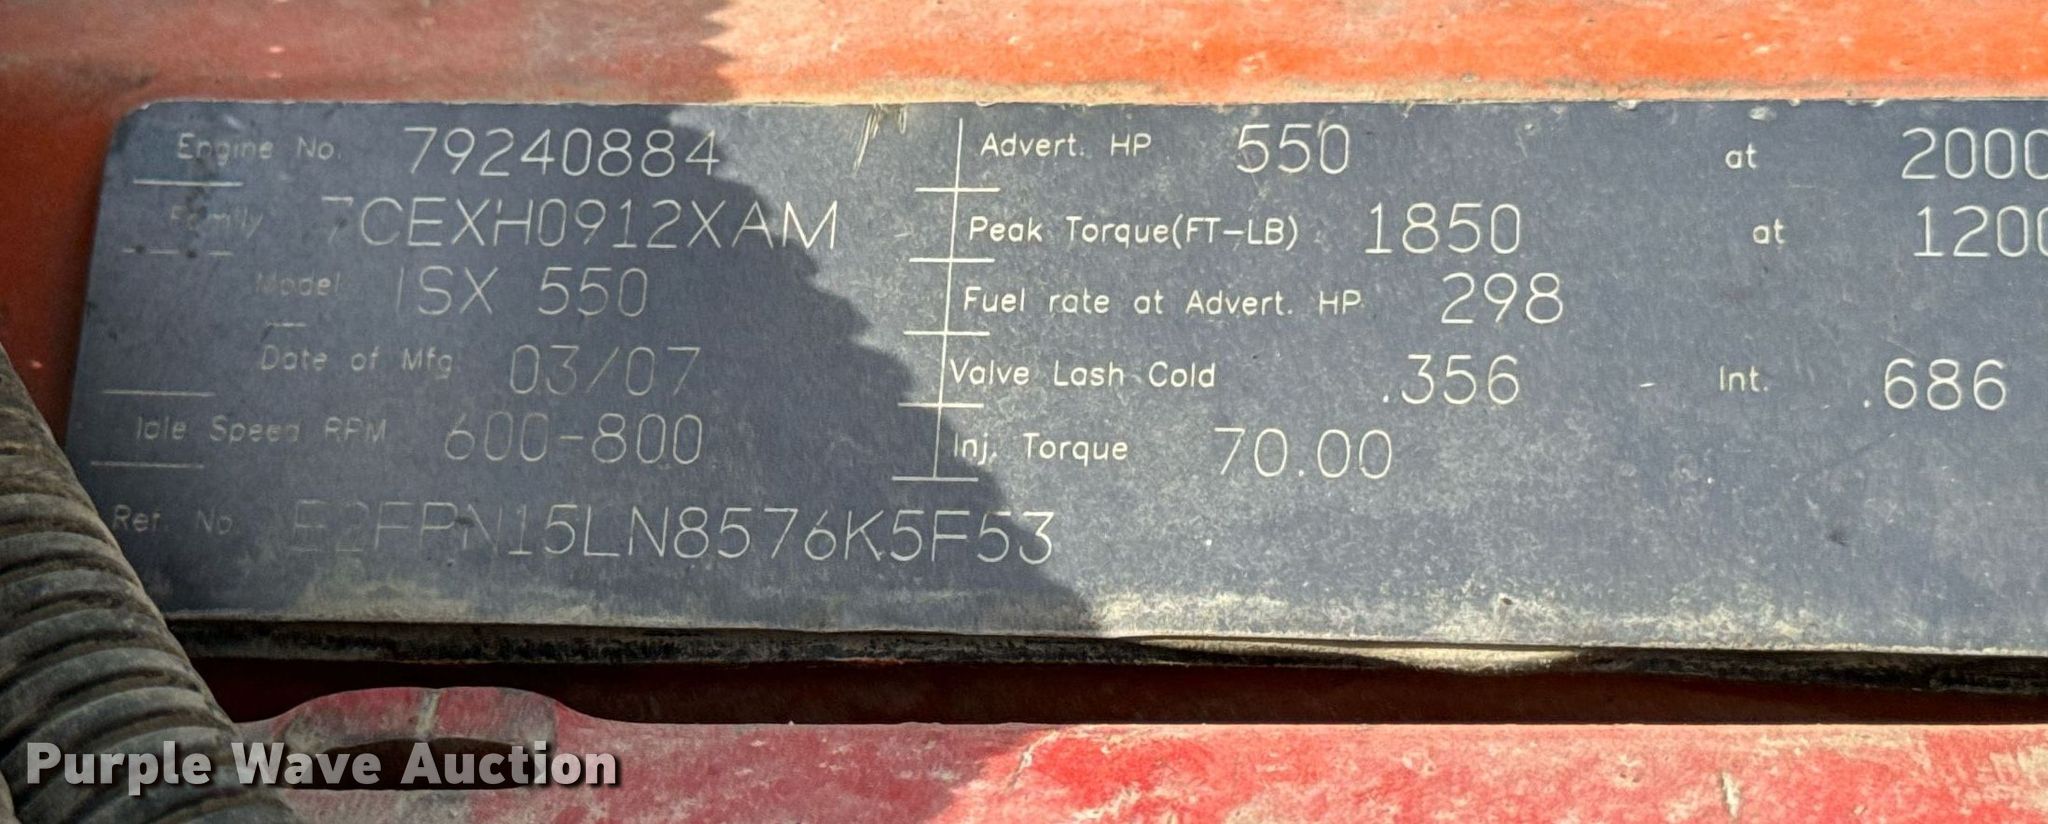 Engine No. 79240884 Advert. HP 550 at 2000
Family 7CEXH0912XAM Peak Torque(FT-LB) 1850 at 1200
Model ISX 550 Fuel rate at Advert. HP 298
Date of Mfg 03/07 Valve Lash Cold .356 - Int. .686
Idle Speed RPM 600-800 Inj. Torque 70.00
Ref. No. E2FPN15LN8576K5F53
Purple Wave Auction